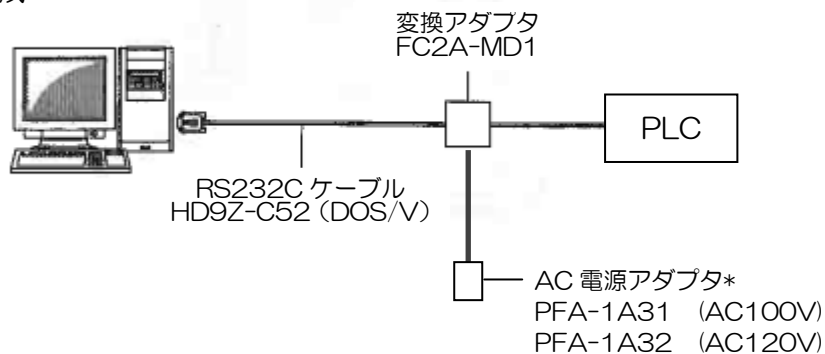 変換アダプタ
FC2A-MD1
PLC
RS232C ケーブル
HD9Z-C52（DOS/V）
AC 電源アダプタ*
PFA-1A31 （AC100V)
PFA-1A32 （AC120V)